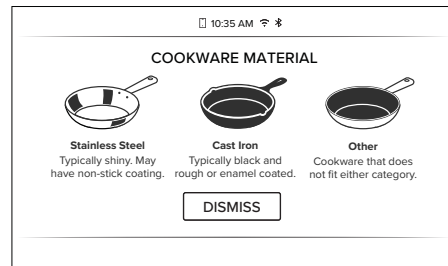 10:35 AM
COOKWARE MATERIAL
Stainless Steel
Typically shiny. May
have non-stick coating.
Cast Iron
Typically black and
rough or enamel coated.
Other
Cookware that does
not fit either category.
DISMISS